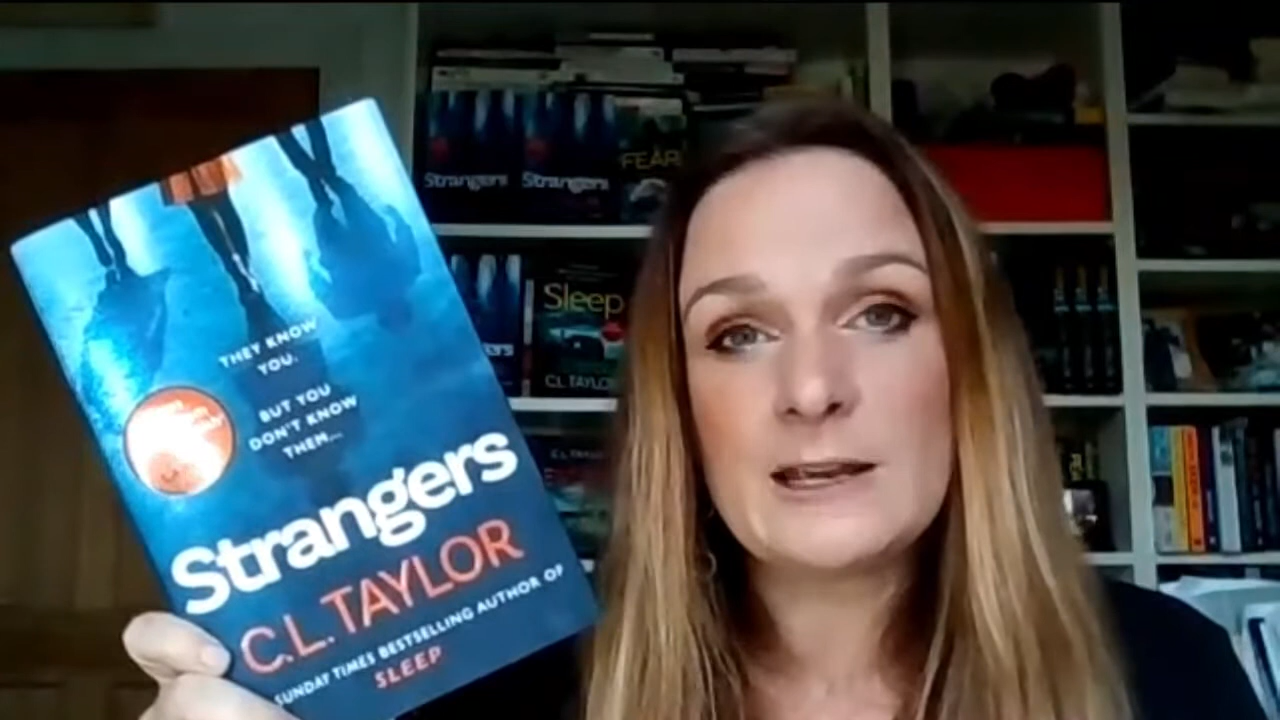 THEY KNOW
YOU.
BUT YOU
DON'T KNOW
THEM...
Strangers
C.L. TAYLOR
SUNDAY TIMES BESTSELLING AUTHOR OF
SLEEP
Strangers
Strangers
FEAR
Sleep
C.L. TAYLOR